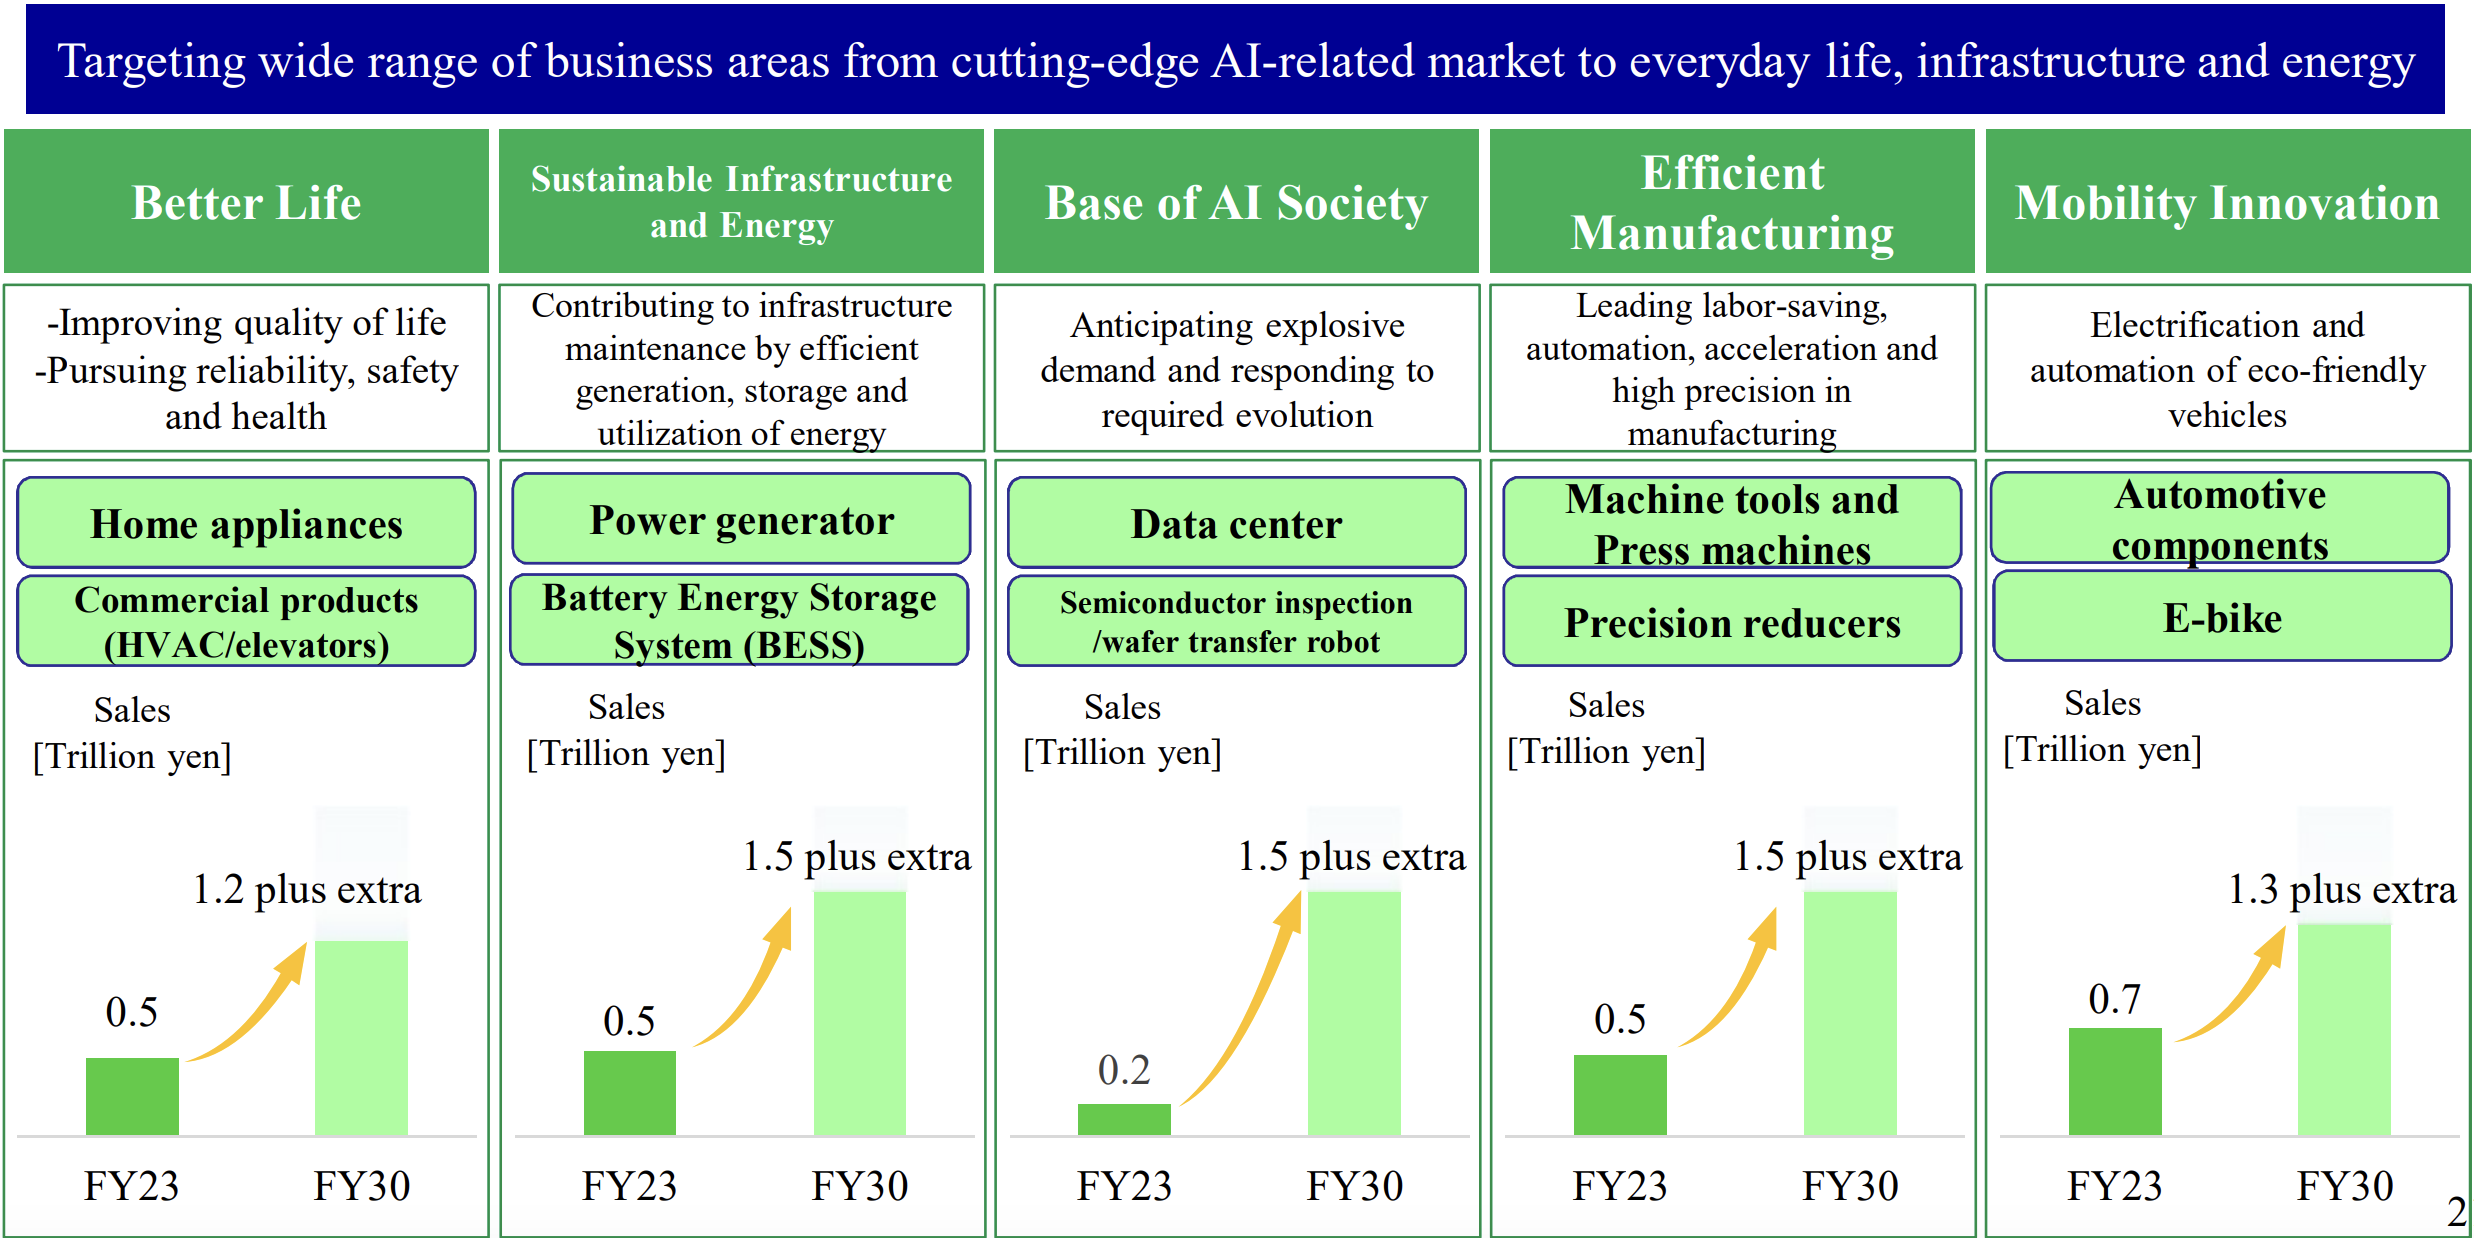 Targeting wide range of business areas from cutting-edge AI-related market to everyday life, infrastructure and energy
Better Life
-Improving quality of life
-Pursuing reliability, safety
and health
Home appliances
Commercial products
(HVAC/elevators)
Sales
[Trillion yen]
1.2 plus extra
0.5
FY23
FY30
Sustainable Infrastructure
and Energy
Contributing to infrastructure
maintenance by efficient
generation, storage and
utilization of energy
Power generator
Battery Energy Storage
System (BESS)
Sales
[Trillion yen]
1.5 plus extra
0.5
FY23
FY30
Base of AI Society
Anticipating explosive
demand and responding to
required evolution
Data center
Semiconductor inspection
/wafer transfer robot
Sales
[Trillion yen]
1.5 plus extra
0.2
FY23
FY30
Efficient
Manufacturing
Leading labor-saving,
automation, acceleration and
high precision in
manufacturing
Machine tools and
Press machines
Precision reducers
Sales
[Trillion yen]
1.5 plus extra
0.5
FY23
FY30
Mobility Innovation
Electrification and
automation of eco-friendly
vehicles
Automotive
components
E-bike
Sales
[Trillion yen]
1.3 plus extra
0.7
FY23
FY30
2